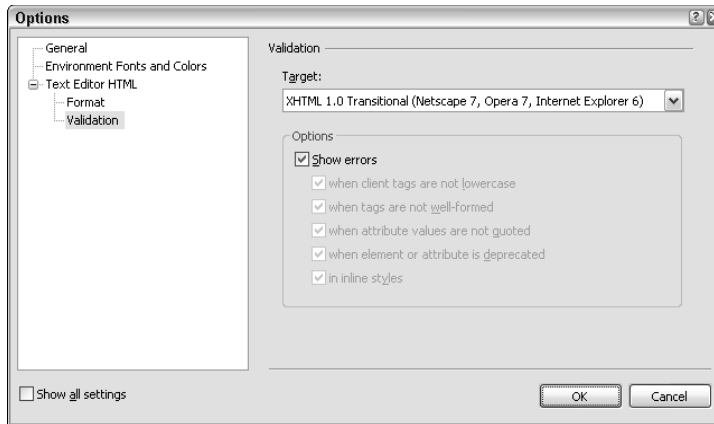 Options
General
Environment Fonts and Colors
Text Editor HTML
Format
Validation
Validation
Target:
XHTML 1.0 Transitional (Netscape 7, Opera 7, Internet Explorer 6)
Options
Show errors
when client tags are not lowercase
when tags are not well-formed
when attribute values are not quoted
when element or attribute is deprecated
in inline styles
Show all settings
OK
Cancel